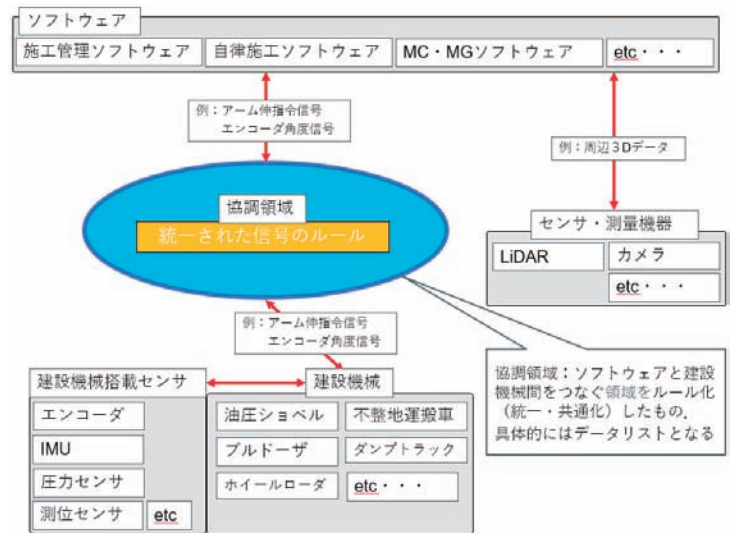 ソフトウェア
施工管理ソフトウェア
自律施工ソフトウェア
MC・MGソフトウェア
etc・・・
例：アーム伸指令信号
エンコーダ角度信号
例：周辺３Dデータ
協調領域
統一された信号のルール
センサ・測量機器
LiDAR
カメラ
etc・・・
例：アーム伸指令信号
エンコーダ角度信号
協調領域：ソフトウェアと建設
機械間をつなぐ領域をルール化
（統一・共通化）したもの．
具体的にはデータリストとなる
建設機械搭載センサ
エンコーダ
IMU
圧力センサ
測位センサ
etc
建設機械
油圧ショベル
不整地運搬車
ブルドーザ
ダンプトラック
ホイールローダ
etc・・・